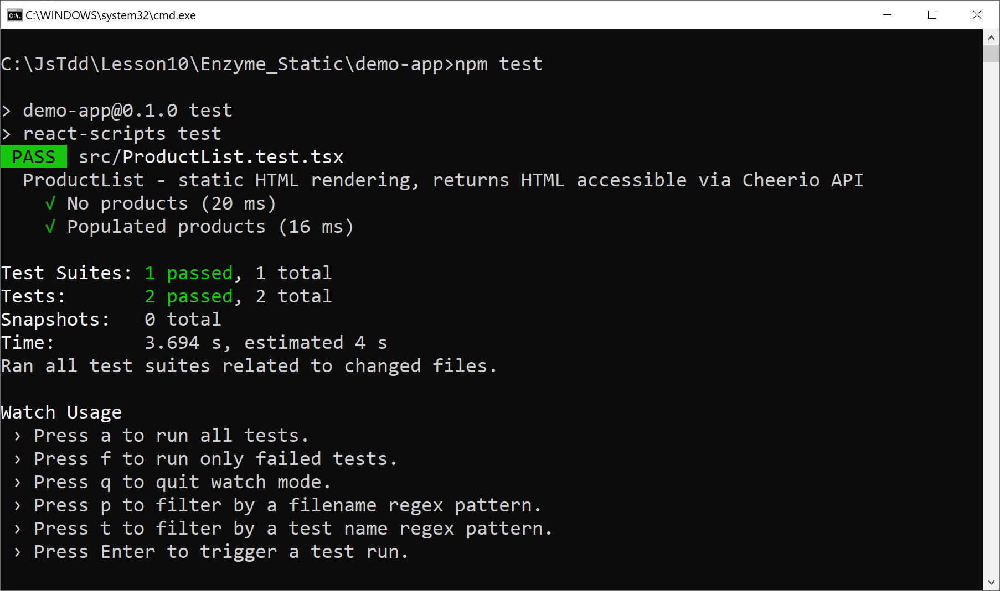 C:\WINDOWS\system32\cmd.exe
C:\JsTdd\Lesson10\Enzyme_Static\demo-app>npm test
> demo-app@0.1.0 test
> react-scripts test
PASS src/ProductList.test.tsx
ProductList - static HTML rendering, returns HTML accessible via Cheerio API
√ No products (20 ms)
√ Populated products (16 ms)
Test Suites: 1 passed, 1 total
Tests: 2 passed, 2 total
Snapshots: 0 total
Time: 3.694 s, estimated 4 s
Ran all test suites related to changed files.
Watch Usage
› Press a to run all tests.
› Press f to run only failed tests.
› Press q to quit watch mode.
› Press p to filter by a filename regex pattern.
› Press t to filter by a test name regex pattern.
› Press Enter to trigger a test run.